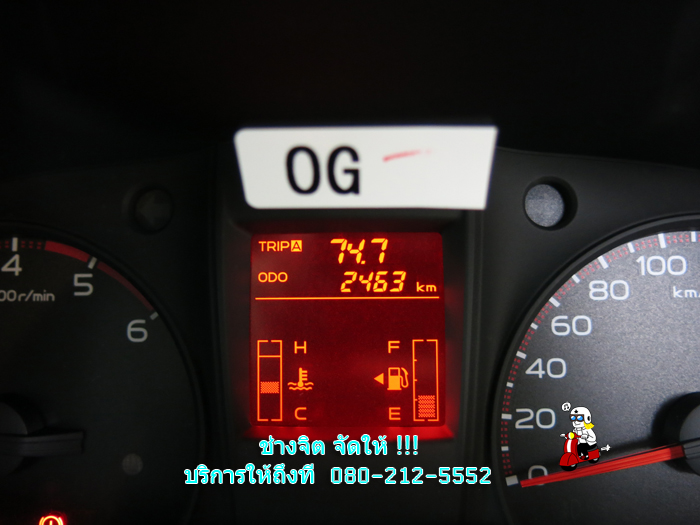 OG
TRIP A 74.7
ODO 2463 km
4
5
6
00r/min
H
C
F
E
100
80
60
40
20
0
km
ช่างจิต จัดให้ !!!
บริการให้ถึงที่ 080-212-5552